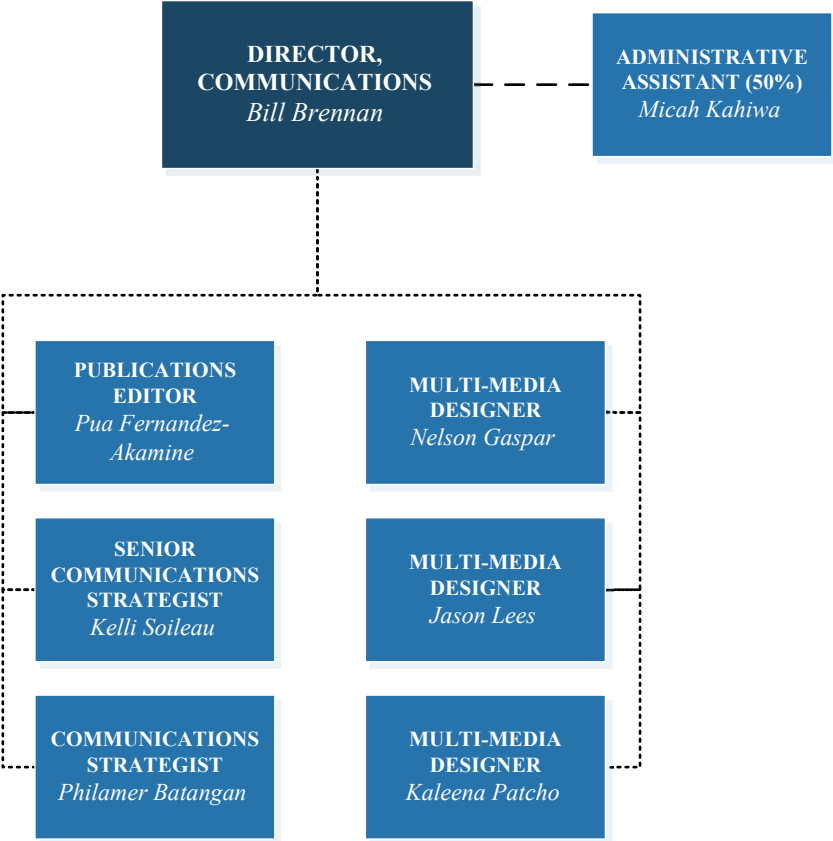 DIRECTOR,
COMMUNICATIONS
Bill Brennan
ADMINISTRATIVE
ASSISTANT (50%)
Micah Kahiwa
PUBLICATIONS
EDITOR
Pua Fernandez-
Akamine
MULTI-MEDIA
DESIGNER
Nelson Gaspar
SENIOR
COMMUNICATIONS
STRATEGIST
Kelli Soileau
MULTI-MEDIA
DESIGNER
Jason Lees
COMMUNICATIONS
STRATEGIST
Philamer Batangan
MULTI-MEDIA
DESIGNER
Kaleena Patcho